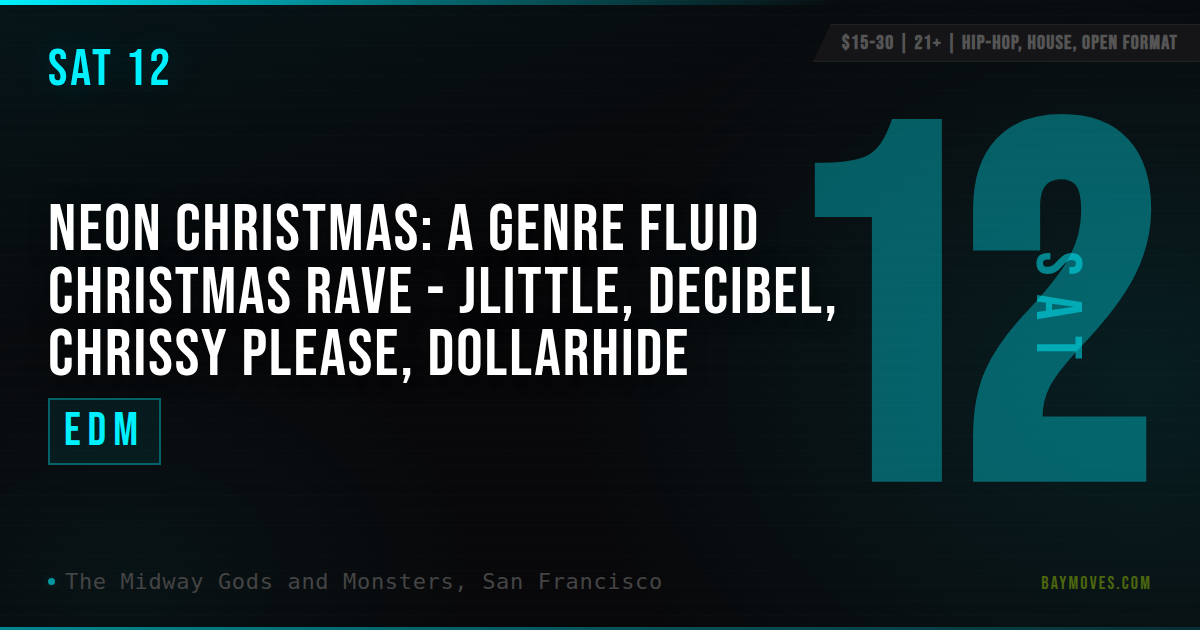 SAT 12
$15-30 | 21+ | HIP-HOP, HOUSE, OPEN FORMAT
12
SAT
NEON CHRISTMAS: A GENRE FLUID
CHRISTMAS RAVE - JLITTLE, DECIBEL,
CHRISSY PLEASE, DOLLARHIDE
EDM
The Midway Gods and Monsters, San Francisco
BAYMOVES.COM